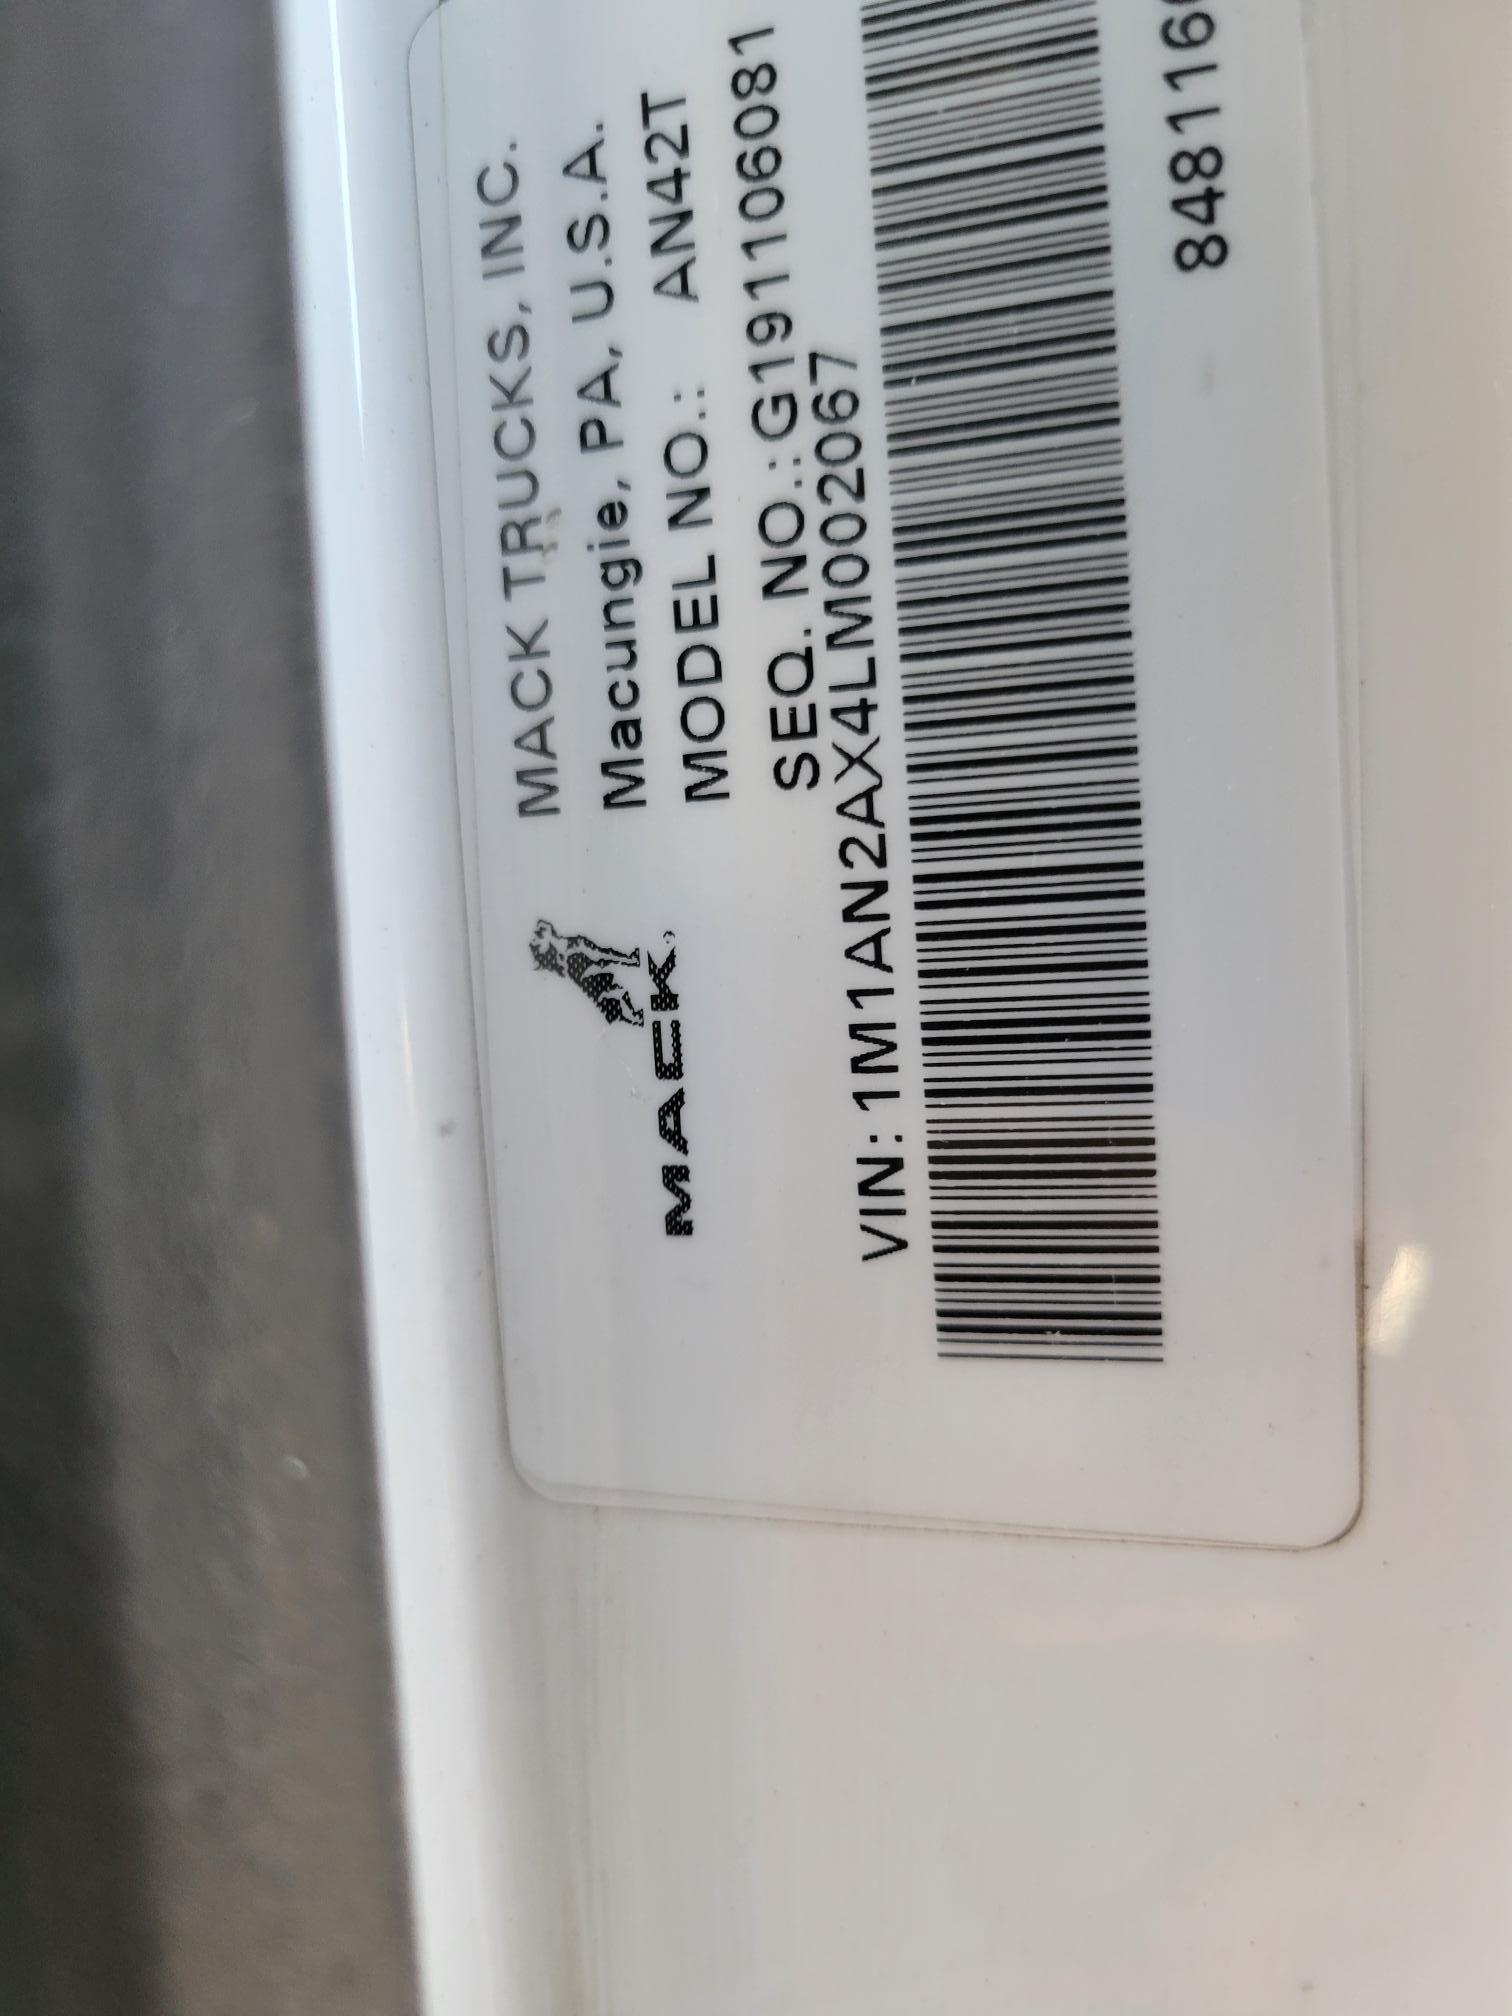 MACK TRUCKS, INC.
Macungie, PA, U.S.A.
MODEL NO.: AN42T
SEQ. NO.:G191106081
MACK
VIN: 1M1AN2AX4LM002067
848116